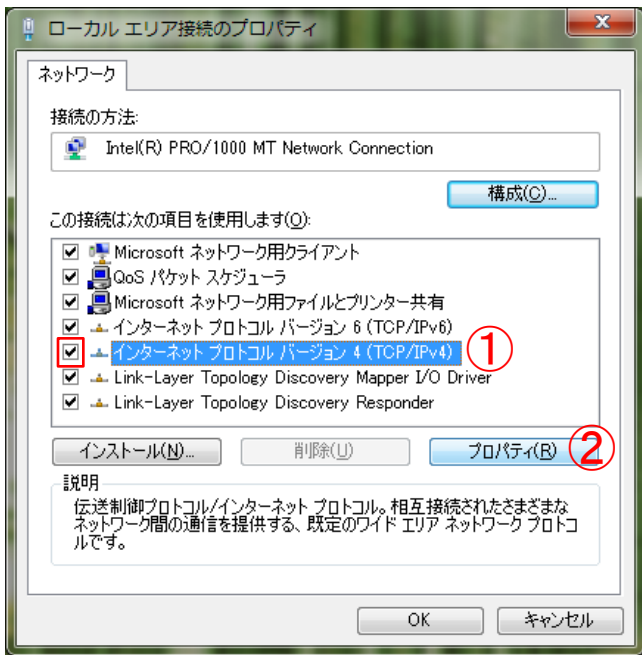 ローカル エリア接続のプロパティ
ネットワーク
接続の方法:
Intel(R) PRO/1000 MT Network Connection
構成(C)...
この接続は次の項目を使用します(O):
Microsoft ネットワーク用クライアント
QoS パケット スケジューラ
Microsoft ネットワーク用ファイルとプリンター共有
インターネット プロトコル バージョン 6 (TCP/IPv6)
インターネット プロトコル バージョン 4 (TCP/IPv4) ①
Link-Layer Topology Discovery Mapper I/O Driver
Link-Layer Topology Discovery Responder
インストール(N)... 削除(U) プロパティ(R) ②
説明
伝送制御プロトコル/インターネット プロトコル。相互接続されたさまざまな
ネットワーク間の通信を提供する、既定のワイド エリア ネットワーク プロトコ
ルです。
OK キャンセル